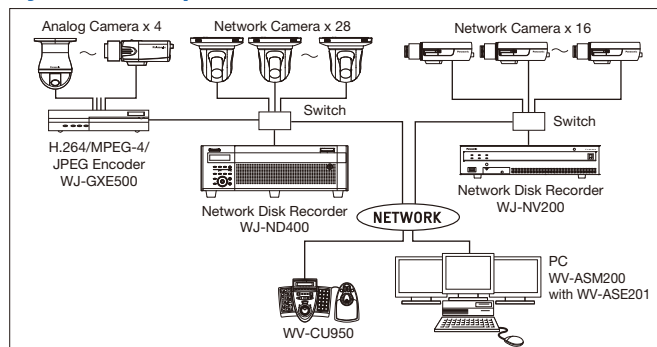 Analog Camera x 4
Network Camera x 28
Network Camera x 16
Switch
Switch
H.264/MPEG-4/
JPEG Encoder
WJ-GXE500
Network Disk Recorder
WJ-ND400
Network Disk Recorder
WJ-NV200
NETWORK
PC
WV-ASM200
with WV-ASE201
WV-CU950